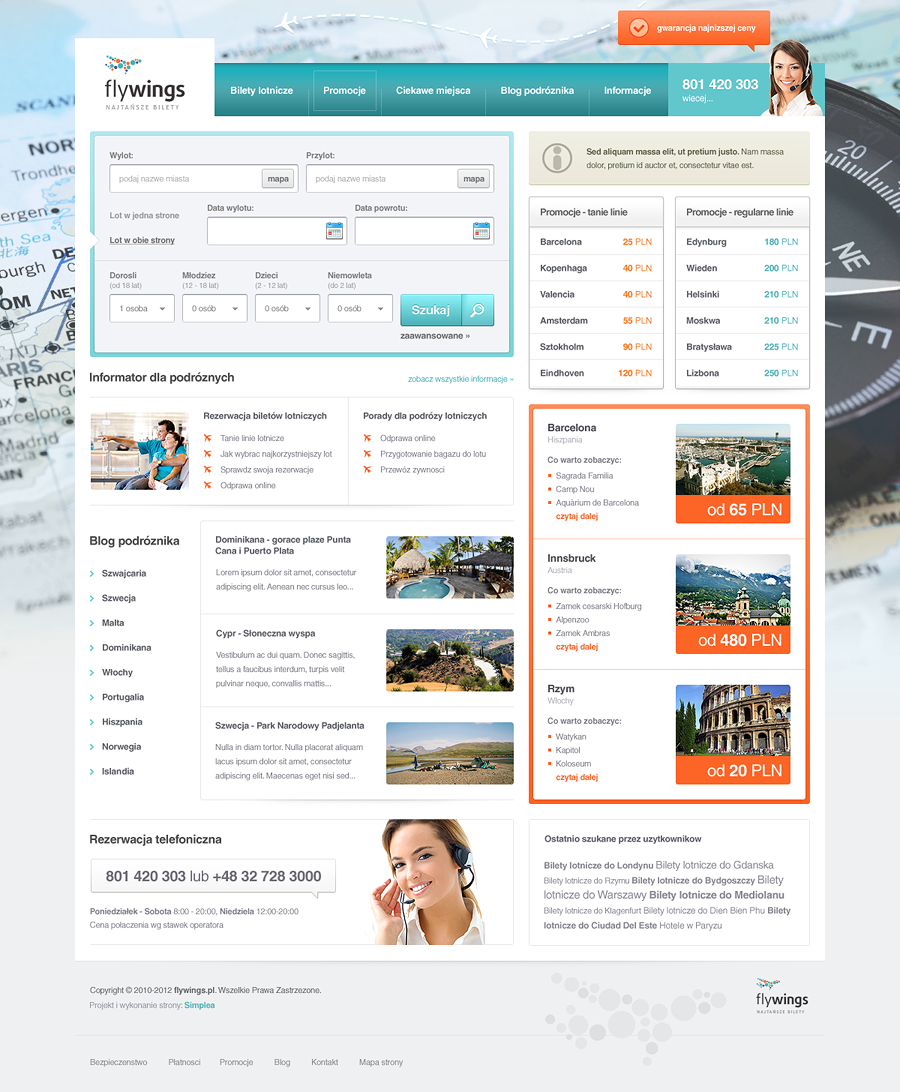 gwarancja najnizszej ceny
flywings
NAJTAŃSZE BILETY
Bilety lotnicze
Promocje
Ciekawe miejsca
Blog podróznika
Informacje
801 420 303
wiecej...
Wylot:
Przylot:
podaj nazwe miasta
mapa
podaj nazwe miasta
mapa
Lot w jedna strone
Lot w obie strony
Data wylotu:
Data powrotu:
Dorosli
(od 18 lat)
Młodziez
(12 - 18 lat)
Dzieci
(2 - 12 lat)
Niemowleta
(do 2 lat)
1 osoba
0 osób
0 osób
0 osób
Szukaj
zaawansowane »
Sed aliquam massa elit, ut pretium justo. Nam massa
dolor, pretium id auctor et, consectetur vitae est.
Promocje - tanie linie
Barcelona 25 PLN
Kopenhaga 40 PLN
Valencia 40 PLN
Amsterdam 55 PLN
Sztokholm 90 PLN
Eindhoven 120 PLN
Promocje - regularne linie
Edynburg 180 PLN
Wieden 200 PLN
Helsinki 210 PLN
Moskwa 210 PLN
Bratysława 225 PLN
Lizbona 250 PLN
Informator dla podróznych
zobacz wszystkie informacje »
Rezerwacja biletów lotniczych
Tanie linie lotnicze
Jak wybrac najkorzystniejszy lot
Sprawdz swoja rezerwacje
Odprawa online
Porady dla podrózy lotniczych
Odprawa online
Przygotowanie bagazu do lotu
Przewóz zywnosci
Barcelona
Hiszpania
Co warto zobaczyc:
Sagrada Familia
Camp Nou
Aquàrium de Barcelona
czytaj dalej
od 65 PLN
Innsbruck
Austria
Co warto zobaczyc:
Zamek cesarski Hofburg
Alpenzoo
Zamek Ambras
czytaj dalej
od 480 PLN
Rzym
Włochy
Co warto zobaczyc:
Watykan
Kapitol
Koloseum
czytaj dalej
od 20 PLN
Blog podróznika
Szwajcaria
Szwecja
Malta
Dominikana
Włochy
Portugalia
Hiszpania
Norwegia
Islandia
Dominikana - gorace plaze Punta
Cana i Puerto Plata
Lorem ipsum dolor sit amet, consectetur
adipiscing elit. Aenean nec cursus leo...
Cypr - Słoneczna wyspa
Vestibulum ac dui quam. Donec sagittis,
tellus a faucibus interdum, turpis velit
pulvinar neque, convallis mattis...
Szwecja - Park Narodowy Padjelanta
Nulla in diam tortor. Nulla placerat aliquam
lacus ipsum dolor sit amet, consectetur
adipiscing elit. Maecenas eget nisi sed...
Rezerwacja telefoniczna
801 420 303 lub +48 32 728 3000
Poniedziałek - Sobota 8:00 - 20:00, Niedziela 12:00-20:00
Cena połaczenia wg stawek operatora
Ostatnio szukane przez uzytkownikow
Bilety lotnicze do Londynu Bilety lotnicze do Gdanska
Bilety lotnicze do Rzymu Bilety lotnicze do Bydgoszczy Bilety
lotnicze do Warszawy Bilety lotnicze do Mediolanu
Bilety lotnicze do Klagenfurt Bilety lotnicze do Dien Bien Phu Bilety
lotnicze do Ciudad Del Este Hotele w Paryzu
Copyright © 2010-2012 flywings.pl. Wszelkie Prawa Zastrzezone.
Projekt i wykonanie strony: Simplea
flywings
NAJTAŃSZE BILETY
Bezpieczenstwo
Płatnosci
Promocje
Blog
Kontakt
Mapa strony
20
NE
E